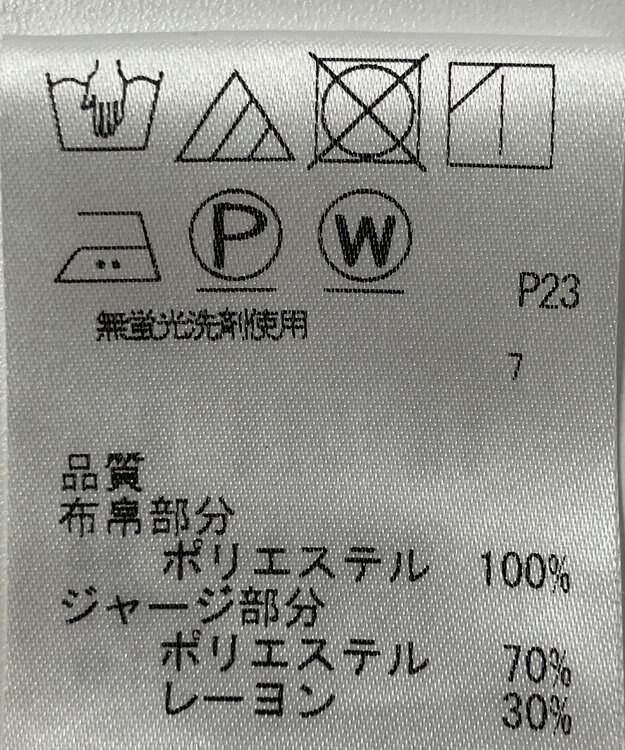 P W
P23
無蛍光洗剤使用
7
品質
布帛部分
ポリエステル 100%
ジャージ部分
ポリエステル 70%
レーヨン 30%